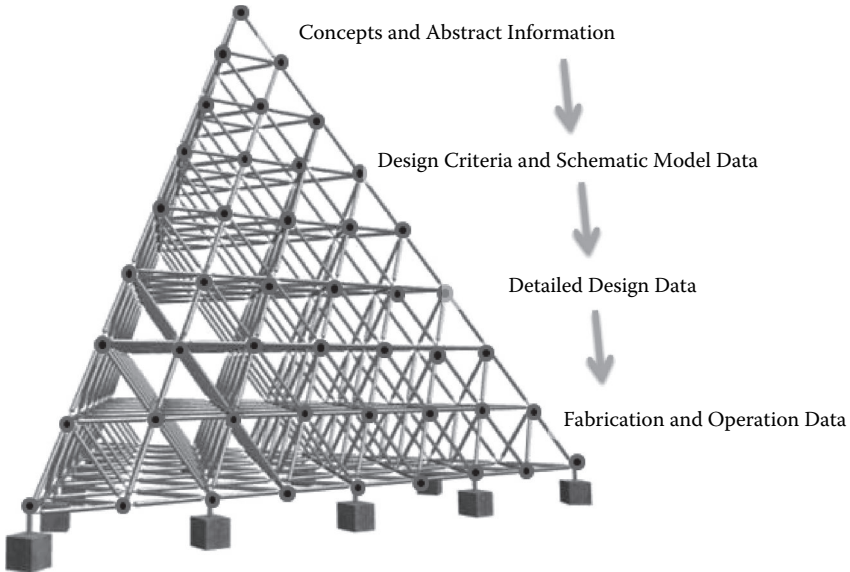 Concepts and Abstract Information
Design Criteria and Schematic Model Data
Detailed Design Data
Fabrication and Operation Data